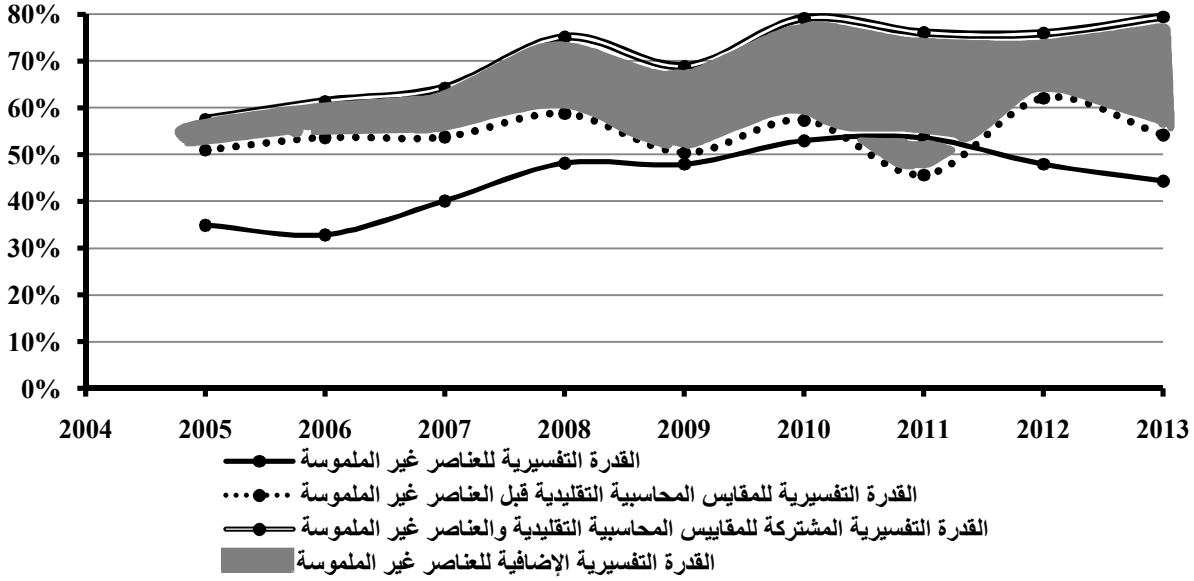 80%
70%
60%
50%
40%
30%
20%
10%
0%
2004 2005 2006 2007 2008 2009 2010 2011 2012 2013
القدرة التفسيرية للعناصر غير الملموسة
القدرة التفسيرية للمقايس المحاسبية التقليدية قبل العناصر غير الملموسة
القدرة التفسيرية المشتركة للمقاييس المحاسبية التقليدية والعناصر غير الملموسة
القدرة التفسيرية الإضافية للعناصر غير الملموسة